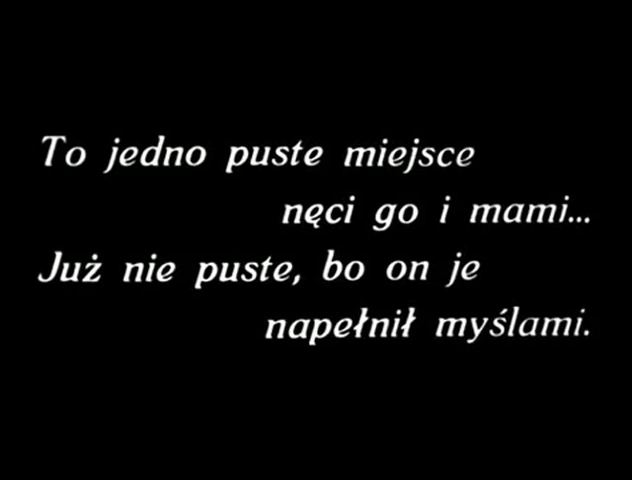 To jedno puste miejsce
nęci go i mami...
Już nie puste, bo on je
napełnił myślami.